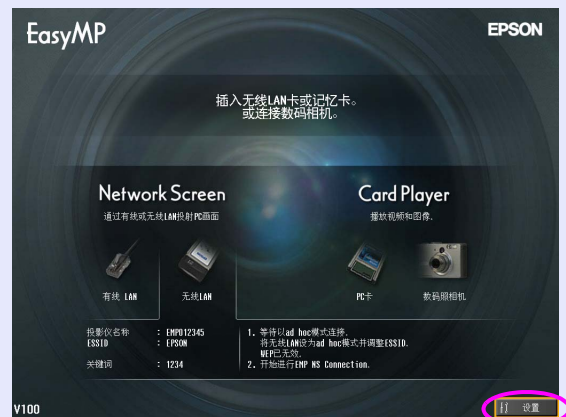 EasyMP
EPSON
插入无线LAN卡或记忆卡。
或连接数码相机。
Network Screen
通过有线或无线LAN投射PC画面
Card Player
播放视频和图像.
有线 LAN
无线LAN
PC卡
数码照相机
投影仪名称 : EMP012345
ESSID : EPSON
关键词 : 1234
1. 等待以ad hoc模式连接.
将无线LAN设为ad hoc模式并调整ESSID.
WEP已无效.
2. 开始进行EMP NS Connection.
V100
设置